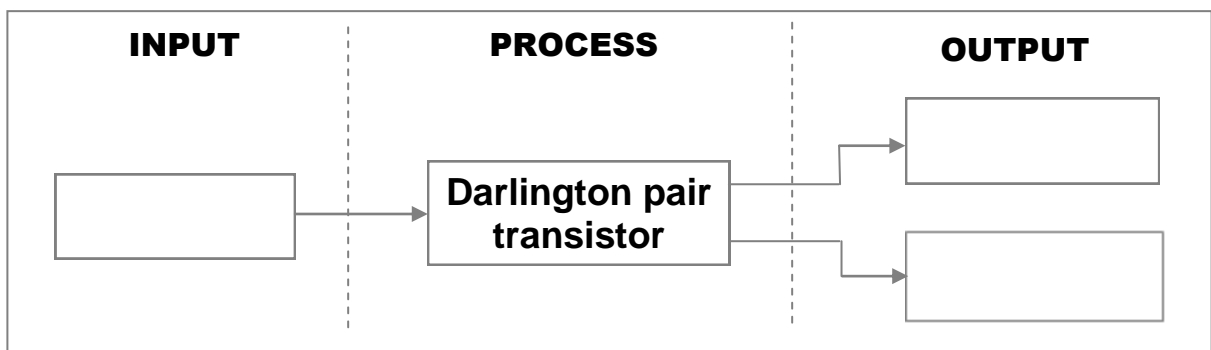 INPUT
PROCESS
OUTPUT
Darlington pair
transistor